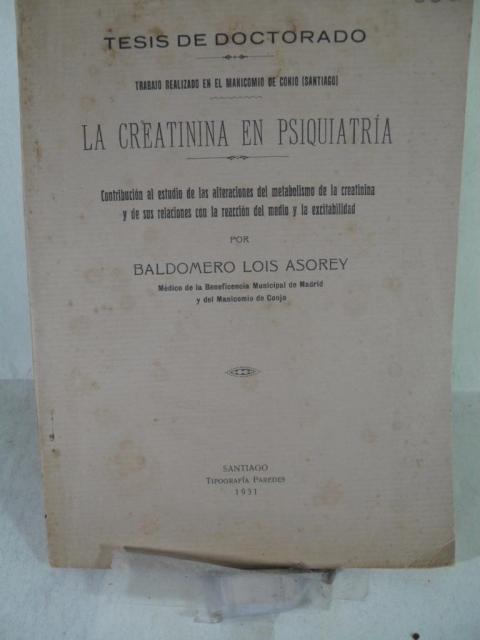 TESIS DE DOCTORADO
TRABAJO REALIZADO EN EL MANICOMIO DE CONJO (SANTIAGO)
LA CREATININA EN PSIQUIATRÍA
Contribución al estudio de las alteraciones del metabolismo de la creatinina
y de sus relaciones con la reacción del medio y la excitabilidad
POR
BALDOMERO LOIS ASOREY
Médico de la Beneficencia Municipal de Madrid
y del Manicomio de Conjo
SANTIAGO
TIPOGRAFÍA PAREDES
1931